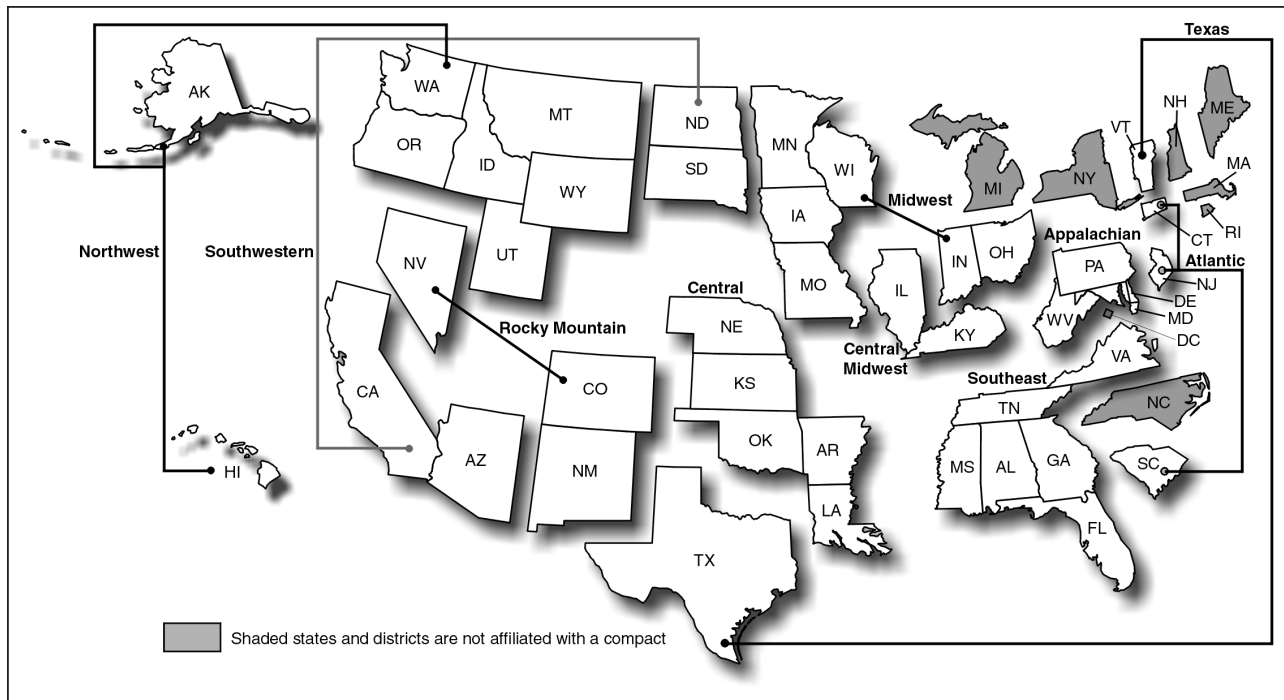 Texas
AK
WA
MT
ND
MN
VT
NH
ME
OR
ID
WY
SD
WI
MI
NY
MA
Midwest
IA
RI
CT
Appalachian
Northwest
Southwestern
NV
UT
MO
IL
IN
OH
PA
Atlantic
NJ
Central
DE
MD
WV
DC
Rocky Mountain
NE
KY
Central
Midwest
VA
Southeast
CA
CO
KS
TN
NC
HI
AZ
NM
OK
AR
MS
AL
GA
SC
LA
FL
TX
Shaded states and districts are not affiliated with a compact